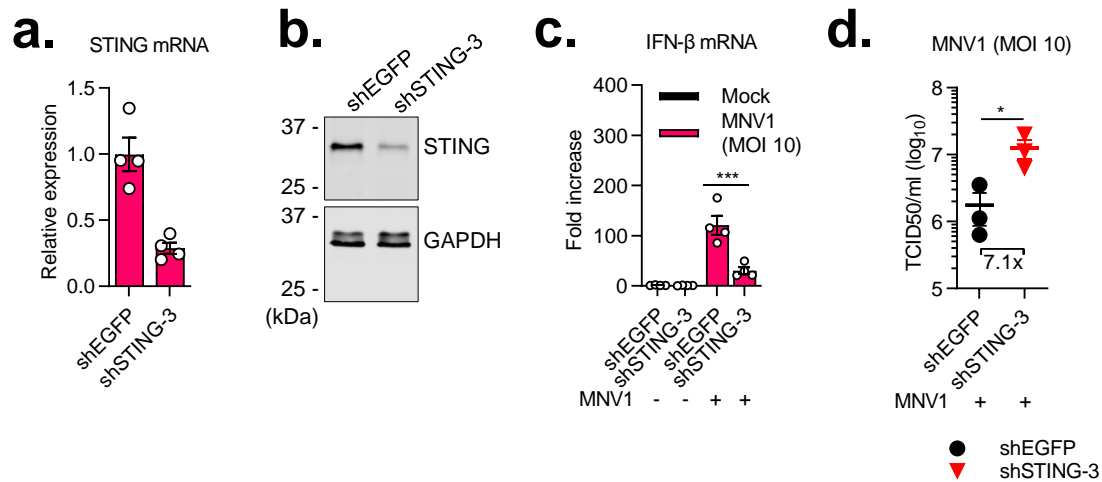 a.
STING mRNA
Relative expression
1.5
1.0
0.5
0.0
shEGFP
shSTING-3
b.
shEGFP
shSTING-3
37 -
STING
25 -
37 -
GAPDH
25 -
(kDa)
c.
IFN-β mRNA
Fold increase
400
300
200
100
0
Mock
MNV1
(MOI 10)
***
shEGFP
shSTING-3
shEGFP
shSTING-3
MNV1 - - + +
d.
MNV1 (MOI 10)
TCID50/ml (log10)
8
7
6
5
*
7.1x
shEGFP
shSTING-3
MNV1 + +
shEGFP
shSTING-3